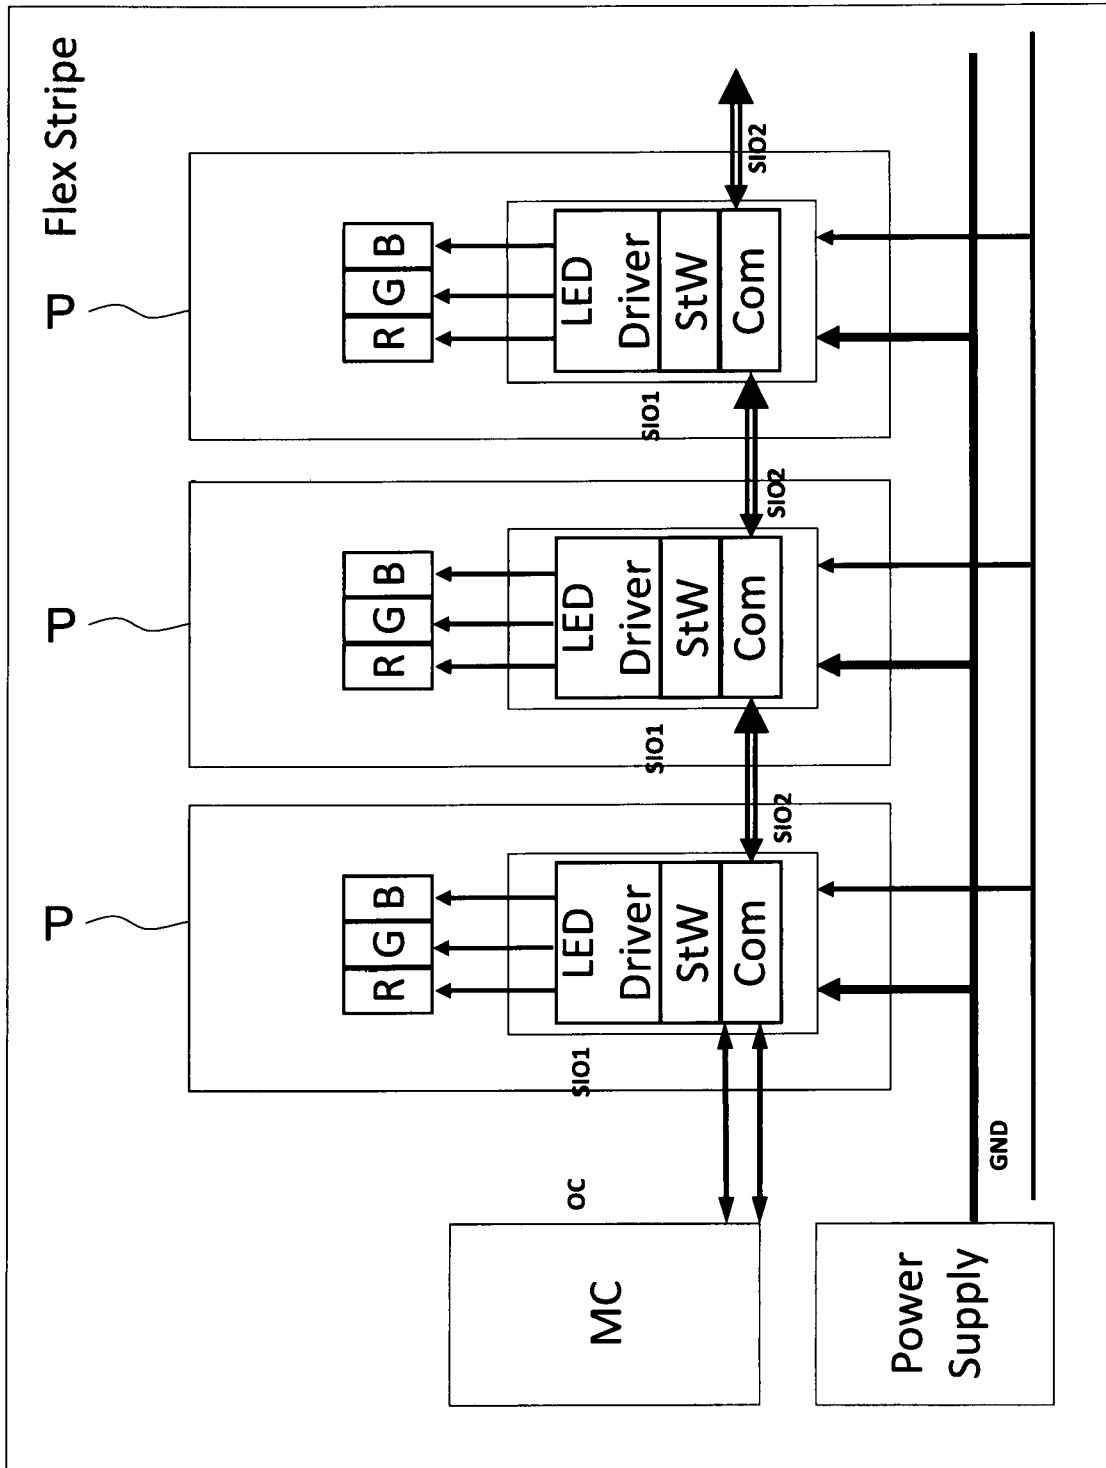 Flex Stripe
P
P
P
R G B
R G B
R G B
LED
Driver
StW
Com
LED
Driver
StW
Com
LED
Driver
StW
Com
SIO1
SIO2
SIO1
SIO2
SIO1
SIO2
OC
MC
GND
Power
Supply